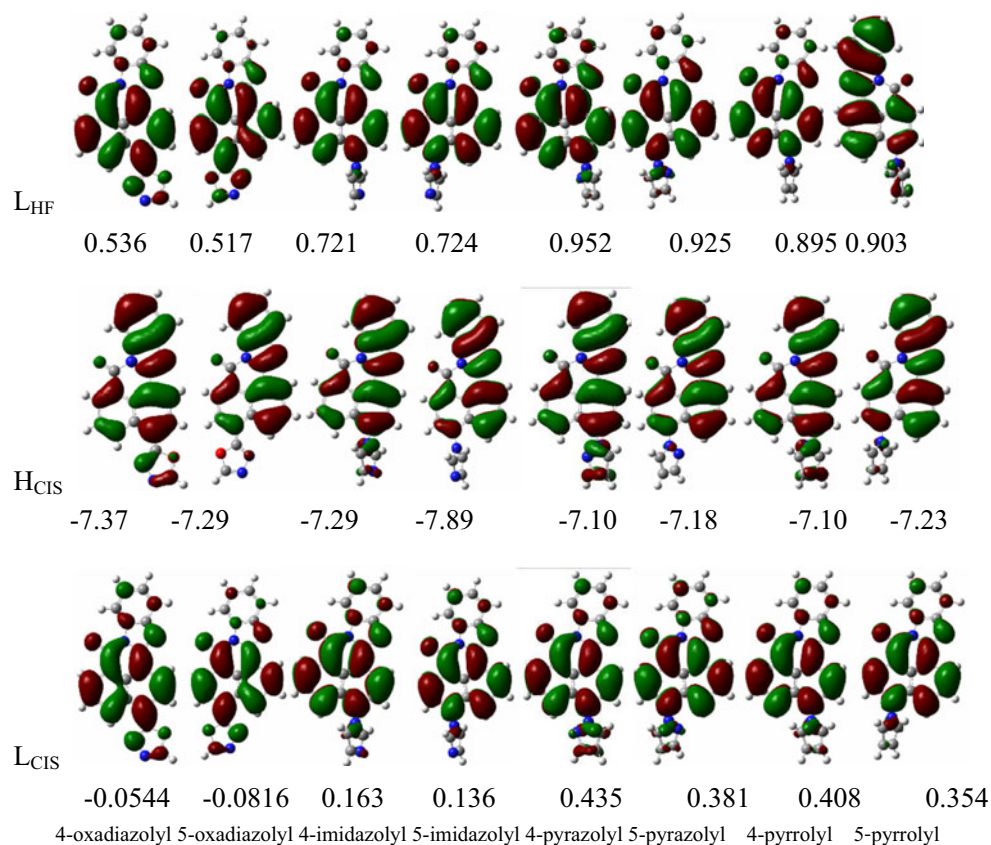 L_HF
0.536 0.517 0.721 0.724 0.952 0.925 0.895 0.903
H_CIS
-7.37 -7.29 -7.29 -7.89 -7.10 -7.18 -7.10 -7.23
L_CIS
-0.0544 -0.0816 0.163 0.136 0.435 0.381 0.408 0.354
4-oxadiazolyl 5-oxadiazolyl 4-imidazolyl 5-imidazolyl 4-pyrazolyl 5-pyrazolyl 4-pyrrolyl 5-pyrrolyl